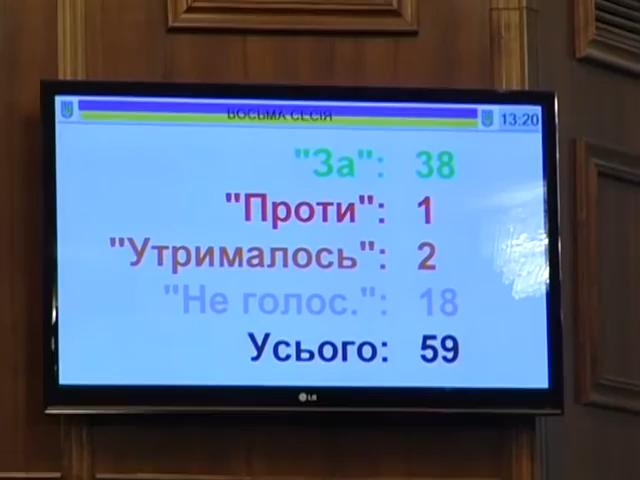 ВОСЬМА СЕСІЯ 13:20
"За": 38
"Проти": 1
"Утрималось": 2
"Не голос.": 18
Усього: 59
LG